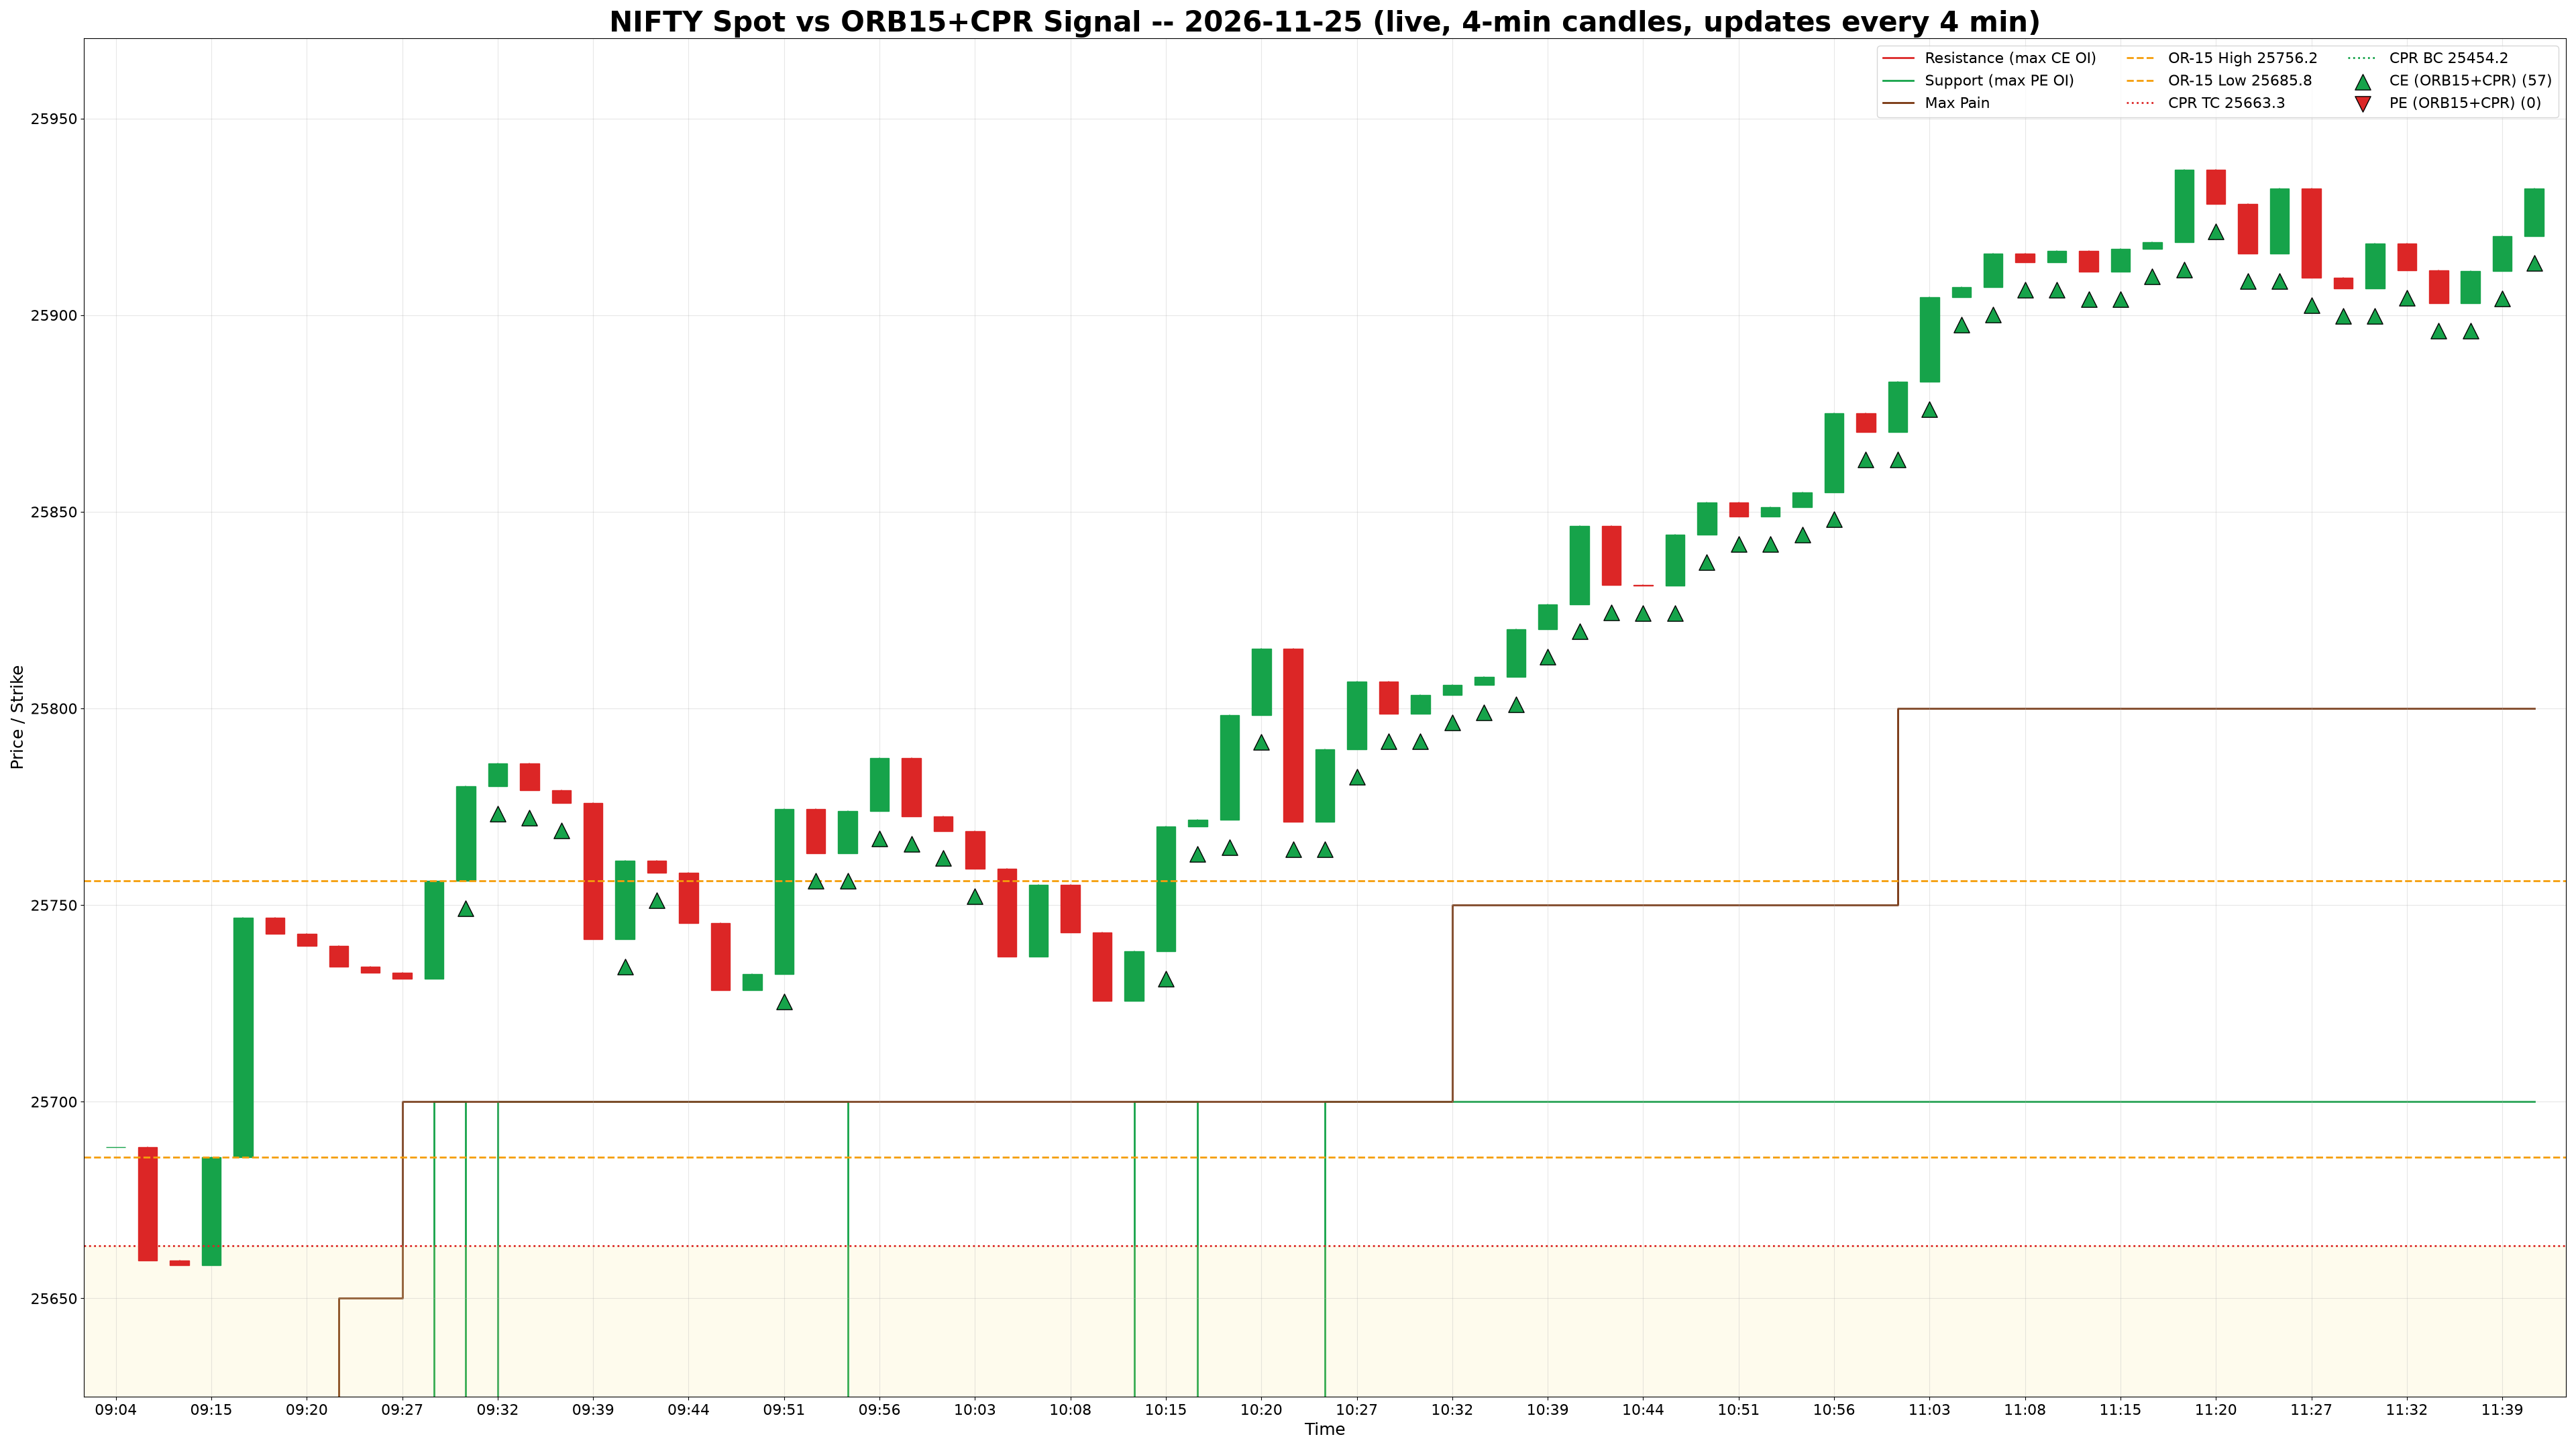 NIFTY Spot vs ORB15+CPR Signal -- 2026-11-25 (live, 4-min candles, updates every 4 min)
Resistance (max CE OI)
Support (max PE OI)
Max Pain
OR-15 High 25756.2
OR-15 Low 25685.8
CPR TC 25663.3
CPR BC 25454.2
CE (ORB15+CPR) (57)
PE (ORB15+CPR) (0)
Price / Strike
25950
25900
25850
25800
25750
25700
25650
09:04 09:15 09:20 09:27 09:32 09:39 09:44 09:51 09:56 10:03 10:08 10:15 10:20 10:27 10:32 10:39 10:44 10:51 10:56 11:03 11:08 11:15 11:20 11:27 11:32 11:39
Time